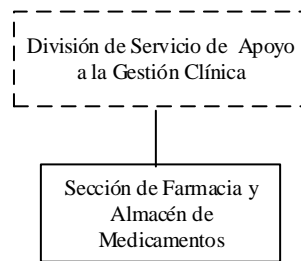 División de Servicio de Apoyo
a la Gestión Clínica
Sección de Farmacia y
Almacén de
Medicamentos